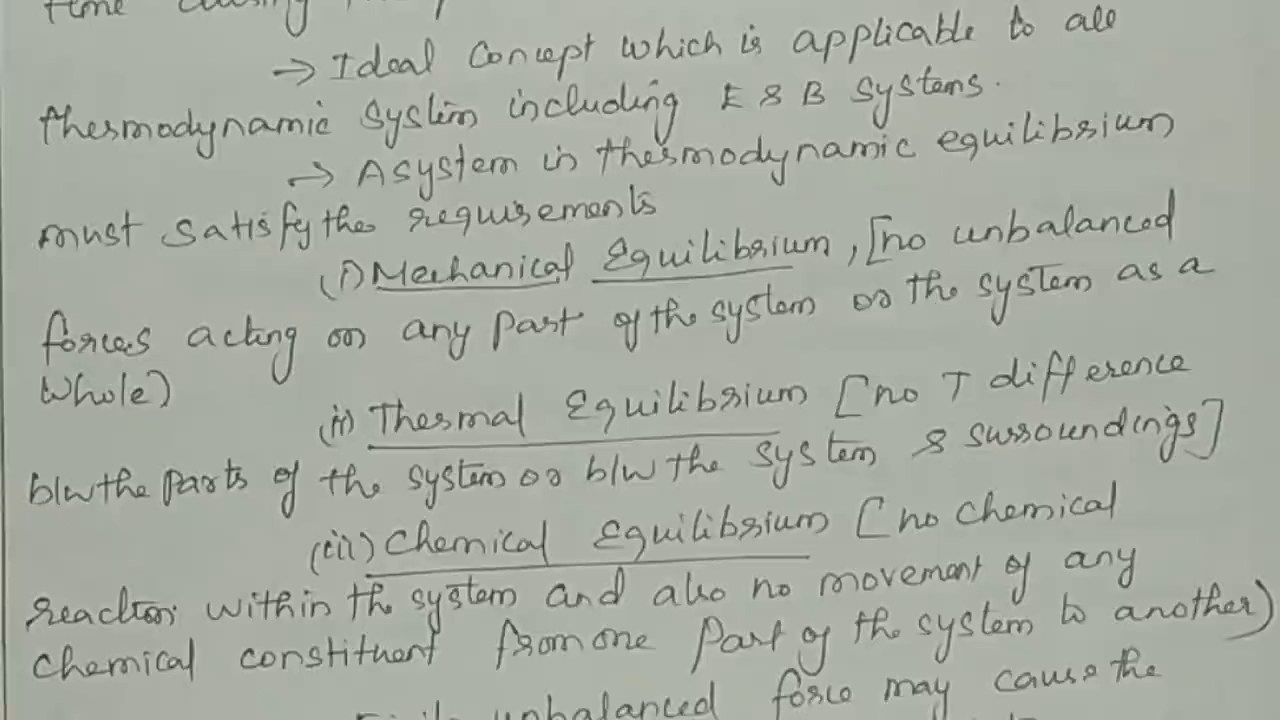 time causing
→ Ideal Concept which is applicable to all
thermodynamic system including E & B systems.
→ A system in thermodynamic equilibrium
must satisfy the requirements
(i) Mechanical Equilibrium, [no unbalanced
forces acting on any part of the system or the system as a
whole)
(ii) Thermal Equilibrium [no T difference
b/w the parts of the system or b/w the system & surroundings]
(iii) Chemical Equilibrium [no chemical
reaction within the system and also no movement of any
chemical constituent from one part of the system to another)
unbalanced force may cause the